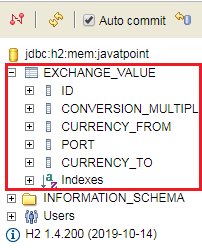 Auto commit
jdbc:h2:mem:javatpoint
EXCHANGE_VALUE
ID
CONVERSION_MULTIPL
CURRENCY_FROM
PORT
CURRENCY_TO
Indexes
INFORMATION_SCHEMA
Users
H2 1.4.200 (2019-10-14)